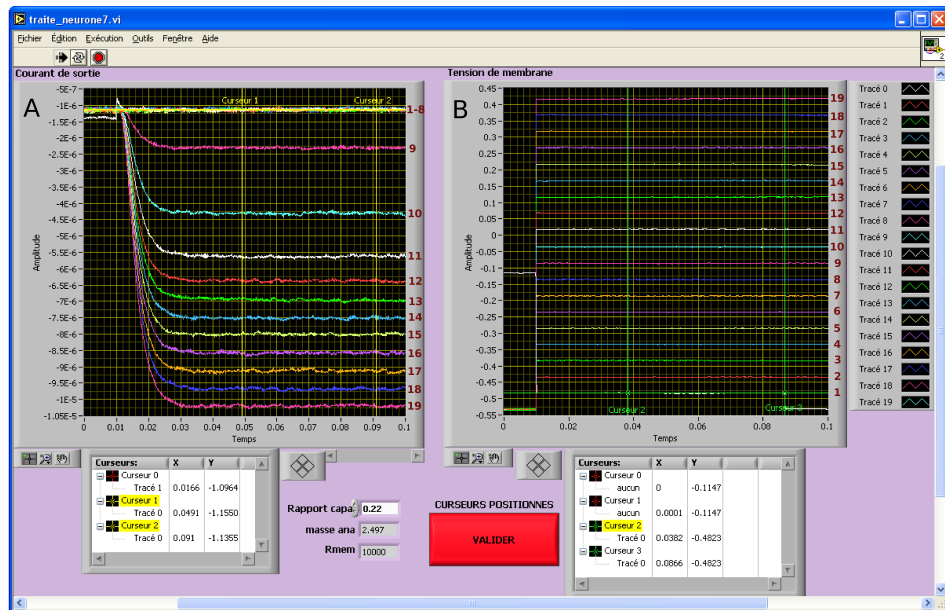 traite_neurone7.vi
Fichier Édition Exécution Outils Fenêtre Aide
2
Courant de sortie
A
Curseur 1
Curseur 2
-5E-7
-1E-6
-1.5E-6
-2E-6
-2.5E-6
-3E-6
-3.5E-6
-4E-6
-4.5E-6
-5E-6
-5.5E-6
-6E-6
-6.5E-6
-7E-6
-7.5E-6
-8E-6
-8.5E-6
-9E-6
-9.5E-6
-1E-5
-1.05E-5
Amplitude
1-8
9
10
11
12
13
14
15
16
17
18
19
0 0.01 0.02 0.03 0.04 0.05 0.06 0.07 0.08 0.09 0.1
Temps
Tension de membrane
B
0.45
0.4
0.35
0.3
0.25
0.2
0.15
0.1
0.05
0
-0.05
-0.1
-0.15
-0.2
-0.25
-0.3
-0.35
-0.4
-0.45
-0.5
-0.55
Amplitude
19
18
17
16
15
14
13
12
11
10
9
8
7
6
5
4
3
2
1
Curseur 2
Curseur 3
0 0.02 0.04 0.06 0.08 0.1
Temps
Tracé 0
Tracé 1
Tracé 2
Tracé 3
Tracé 4
Tracé 5
Tracé 6
Tracé 7
Tracé 8
Tracé 9
Tracé 10
Tracé 11
Tracé 12
Tracé 13
Tracé 14
Tracé 15
Tracé 16
Tracé 17
Tracé 18
Tracé 19
Curseurs: X Y
Curseur 0
Tracé 1 0.0166 -1.0964
Curseur 1
Tracé 0 0.0491 -1.1550
Curseur 2
Tracé 0 0.091 -1.1355
Rapport capa 0.22
masse ana 2.497
Rmem 10000
CURSEURS POSITIONNES
VALIDER
Curseurs: X Y
Curseur 0
aucun 0 -0.1147
Curseur 1
aucun 0.0001 -0.1147
Curseur 2
Tracé 0 0.0382 -0.4823
Curseur 3
Tracé 0 0.0866 -0.4823